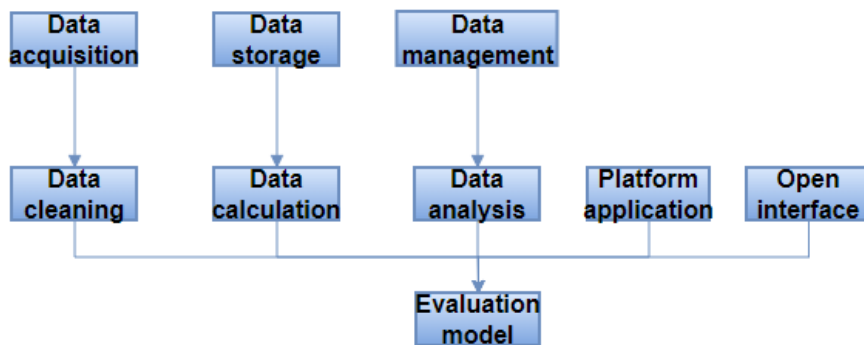 Data
acquisition
Data
storage
Data
management
Data
cleaning
Data
calculation
Data
analysis
Platform
application
Open
interface
Evaluation
model